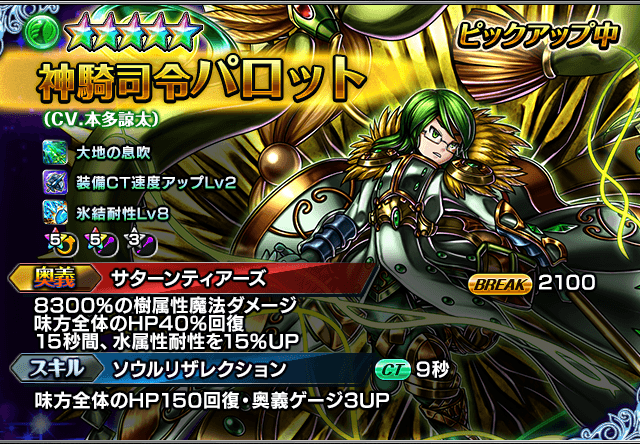 ピックアップ中
神騎司令パロット
(CV.本多諒太)
大地の息吹
装備CT速度アップLv2
氷結耐性Lv8
5 5 3
奥義 サターンティアーズ BREAK 2100
8300%の樹属性魔法ダメージ
味方全体のHP40%回復
15秒間、水属性耐性を15%UP
スキル ソウルリザレクション CT 9秒
味方全体のHP150回復・奥義ゲージ3UP